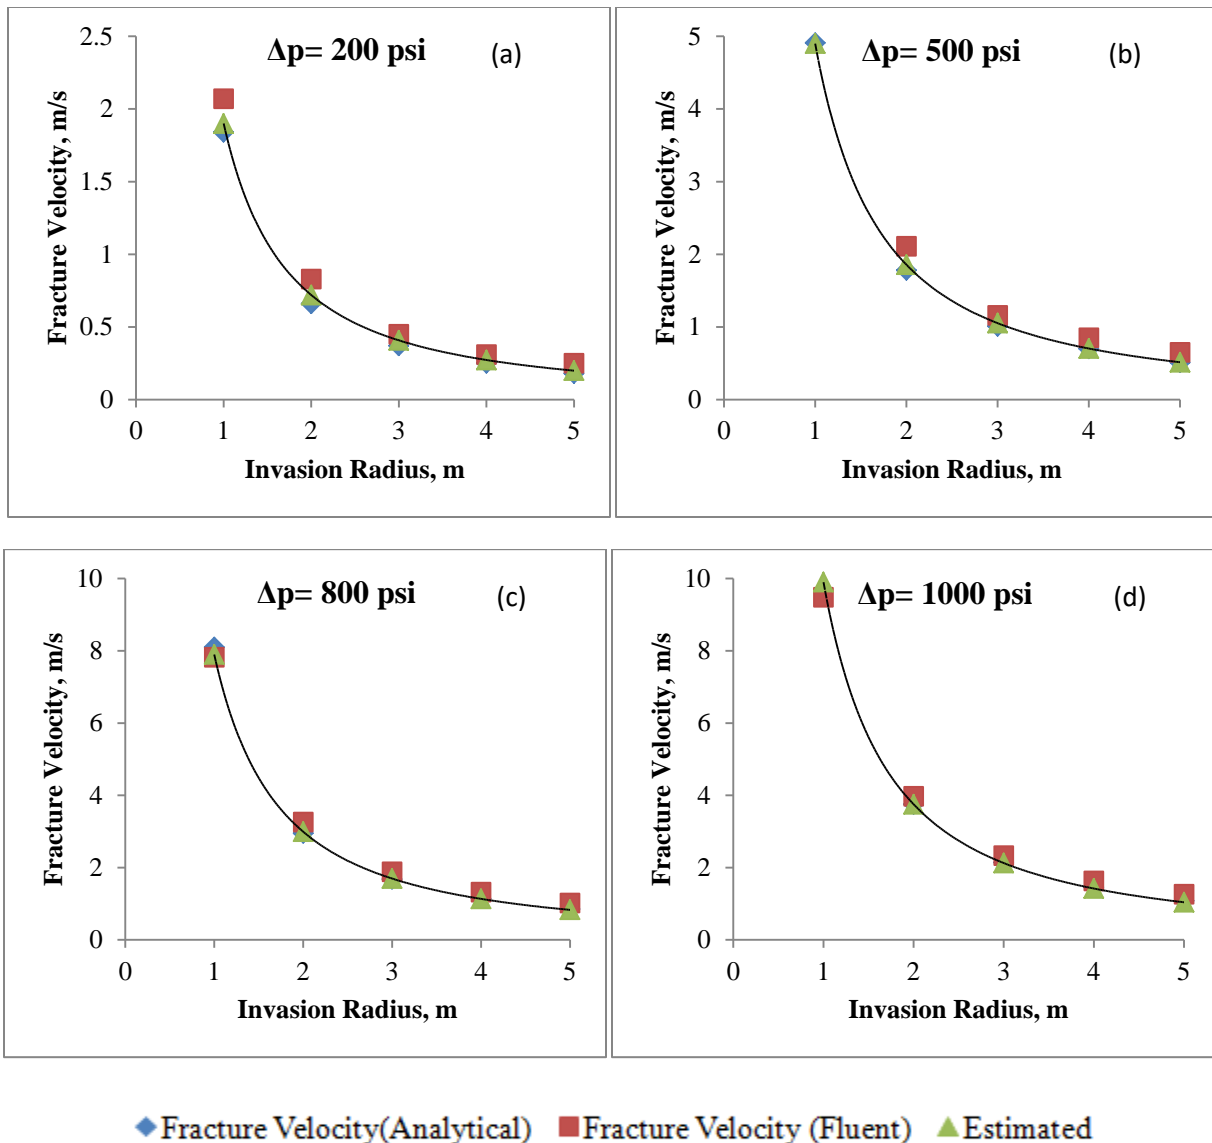 Δp= 200 psi (a)
Fracture Velocity, m/s
2.5
2
1.5
1
0.5
0
0 1 2 3 4 5
Invasion Radius, m
Δp= 500 psi (b)
Fracture Velocity, m/s
5
4
3
2
1
0
0 1 2 3 4 5
Invasion Radius, m
Δp= 800 psi (c)
Fracture Velocity, m/s
10
8
6
4
2
0
0 1 2 3 4 5
Invasion Radius, m
Δp= 1000 psi (d)
Fracture Velocity, m/s
10
8
6
4
2
0
0 1 2 3 4 5
Invasion Radius, m
Fracture Velocity(Analytical) Fracture Velocity (Fluent) Estimated